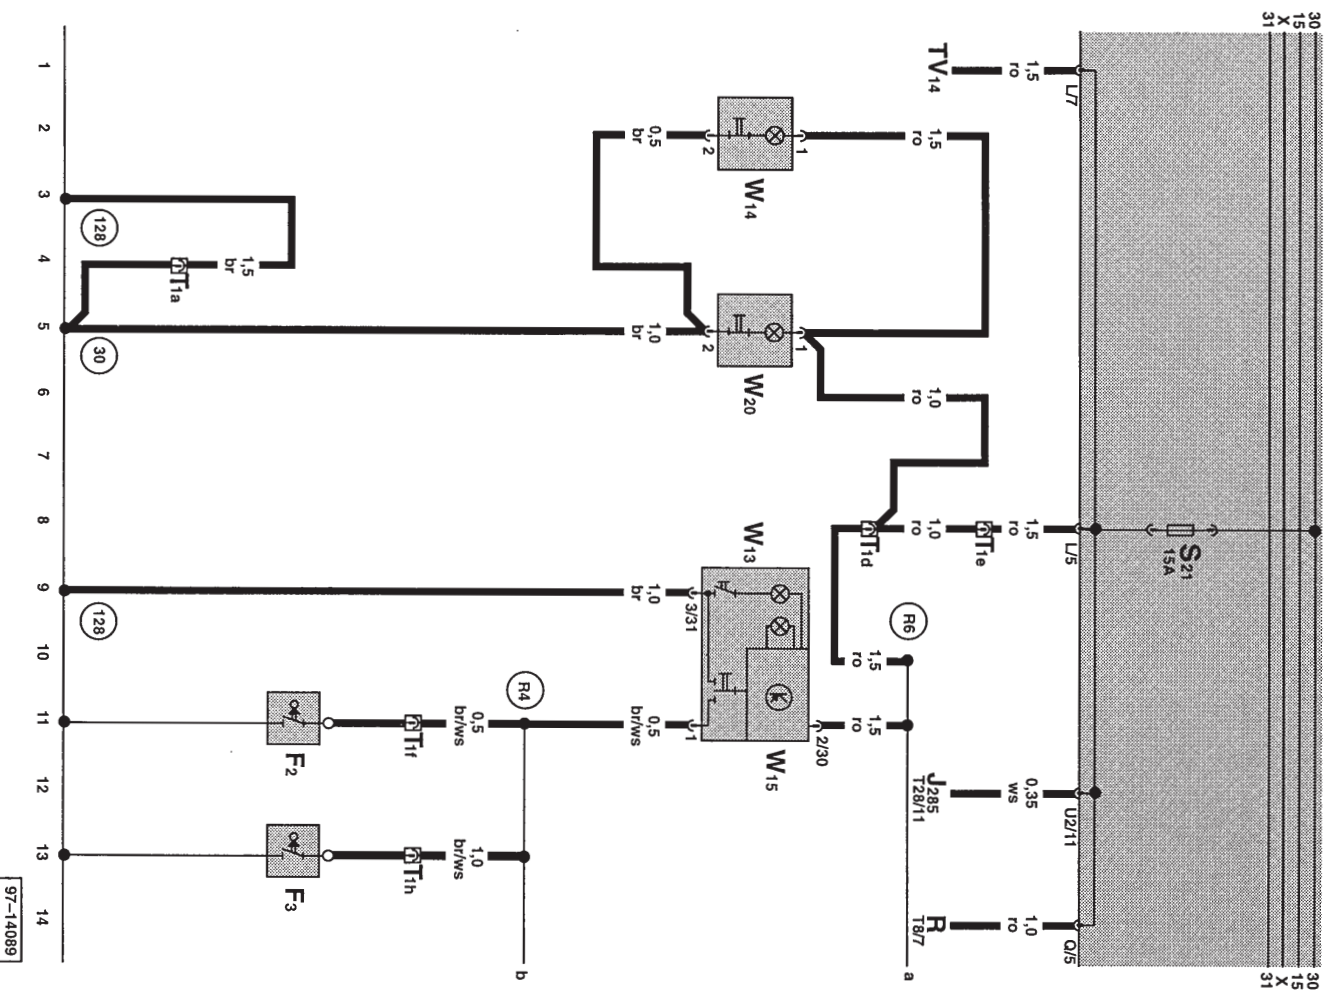 30
15
X
31
30
15
X
31
S21
15A
L/7
L/5
U2/11
Q/5
1,5
ro
1,5
ro
0,35
ws
1,0
ro
TV14
T1e
J285
T28/11
R
T8/7
1,5
ro
1,0
ro
1,0
ro
R6
a
T1d
1,5
ro
1,5
ro
1
1
2/30
W14
W20
W13
W15
2
2
3/31
1
0,5
br
1,0
br
1,0
br
0,5
br/ws
R4
b
0,5
br/ws
1,0
br/ws
T1f
T1h
F2
F3
1,5
br
T1a
128
30
128
1
2
3
4
5
6
7
8
9
10
11
12
13
14
97–14089